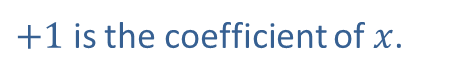 +1 is the coefficient of 𝑥.